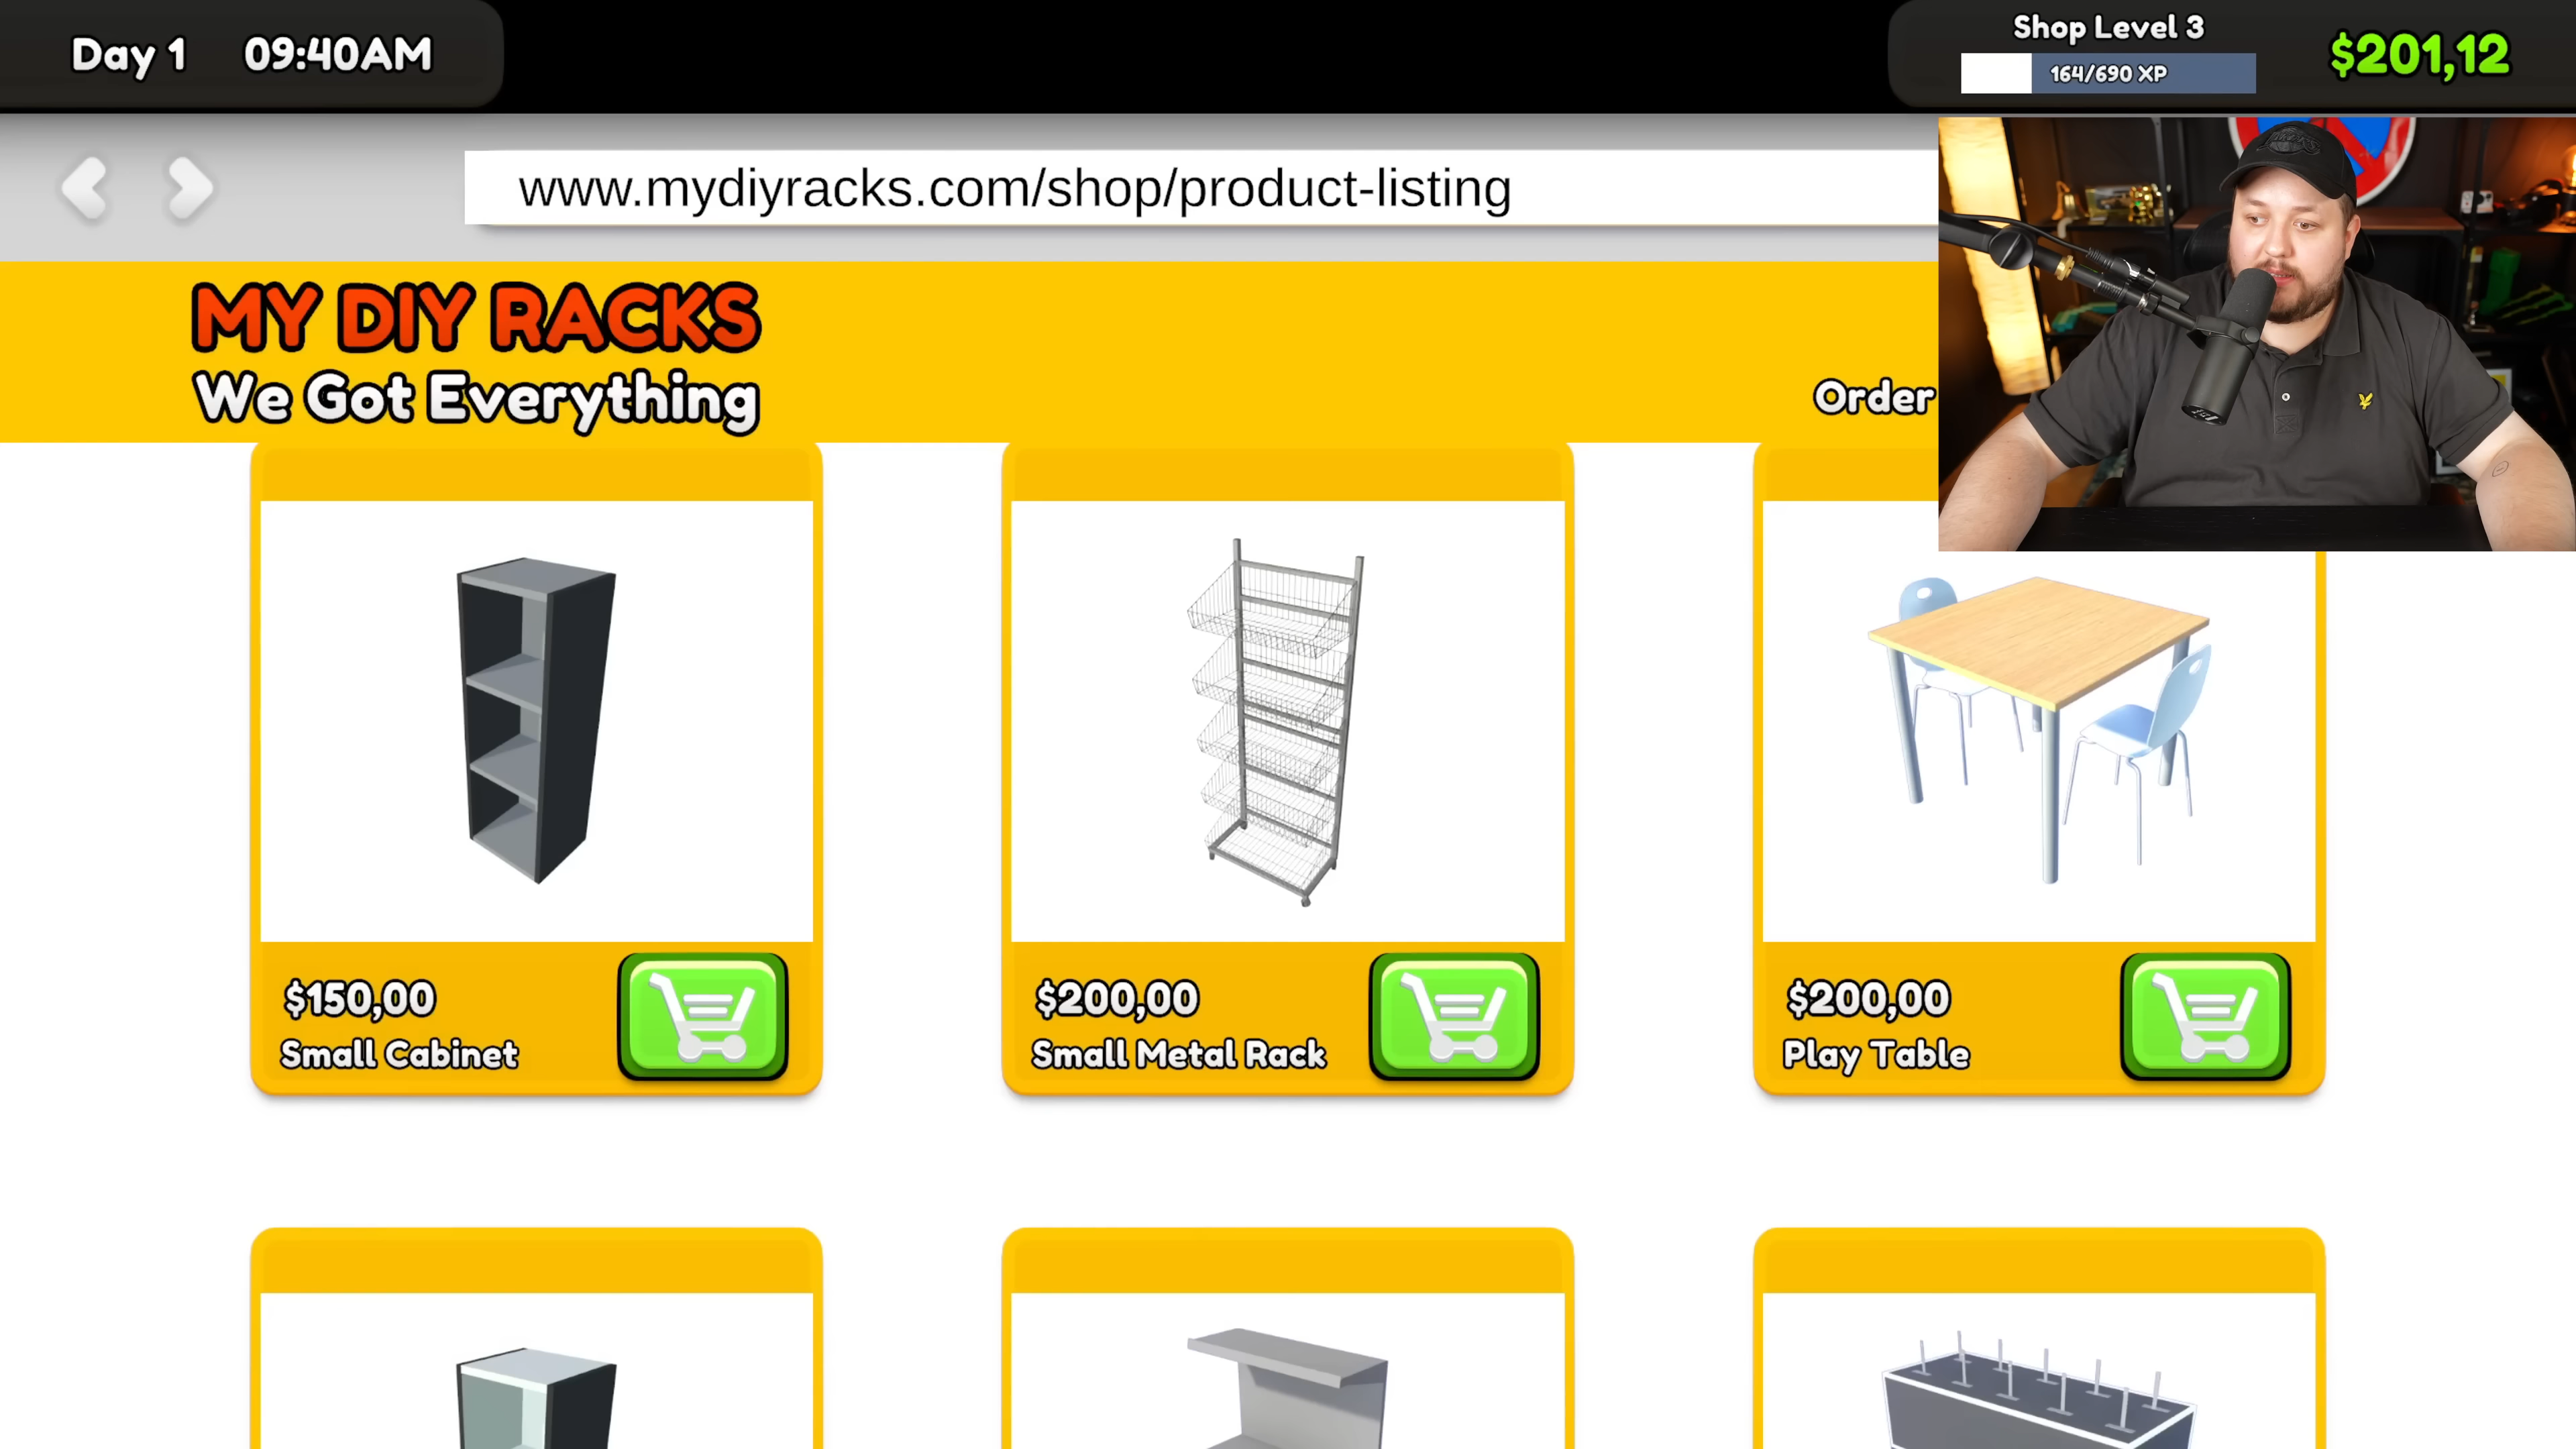 Day 1 09:40AM
Shop Level 3
164/690 XP
$201,12
www.mydiyracks.com/shop/product-listing
MY DIY RACKS
We Got Everything
Order
$150,00
Small Cabinet
$200,00
Small Metal Rack
$200,00
Play Table